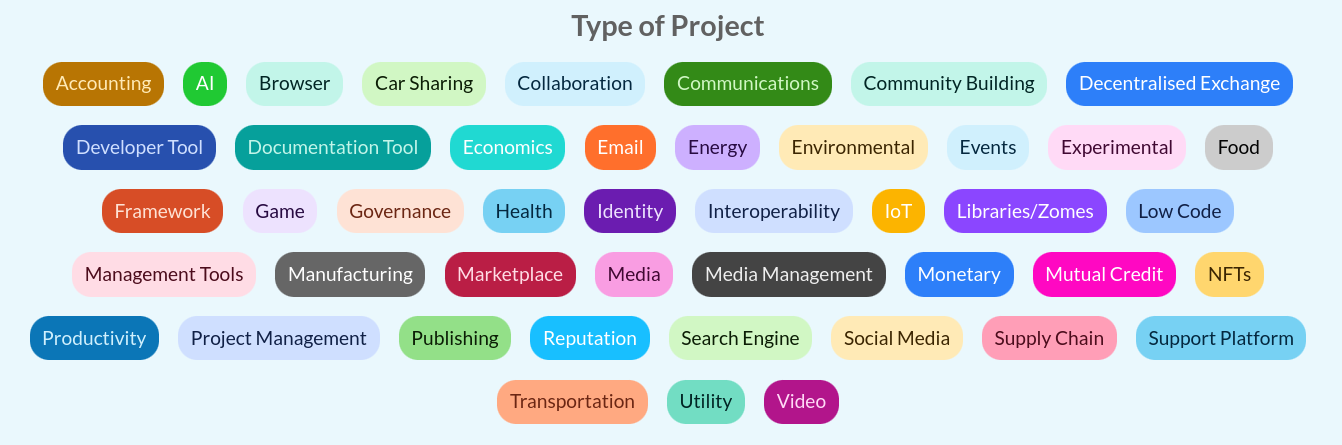 Type of Project
Accounting AI Browser Car Sharing Collaboration Communications Community Building Decentralised Exchange
Developer Tool Documentation Tool Economics Email Energy Environmental Events Experimental Food
Framework Game Governance Health Identity Interoperability IoT Libraries/Zomes Low Code
Management Tools Manufacturing Marketplace Media Media Management Monetary Mutual Credit NFTs
Productivity Project Management Publishing Reputation Search Engine Social Media Supply Chain Support Platform
Transportation Utility Video